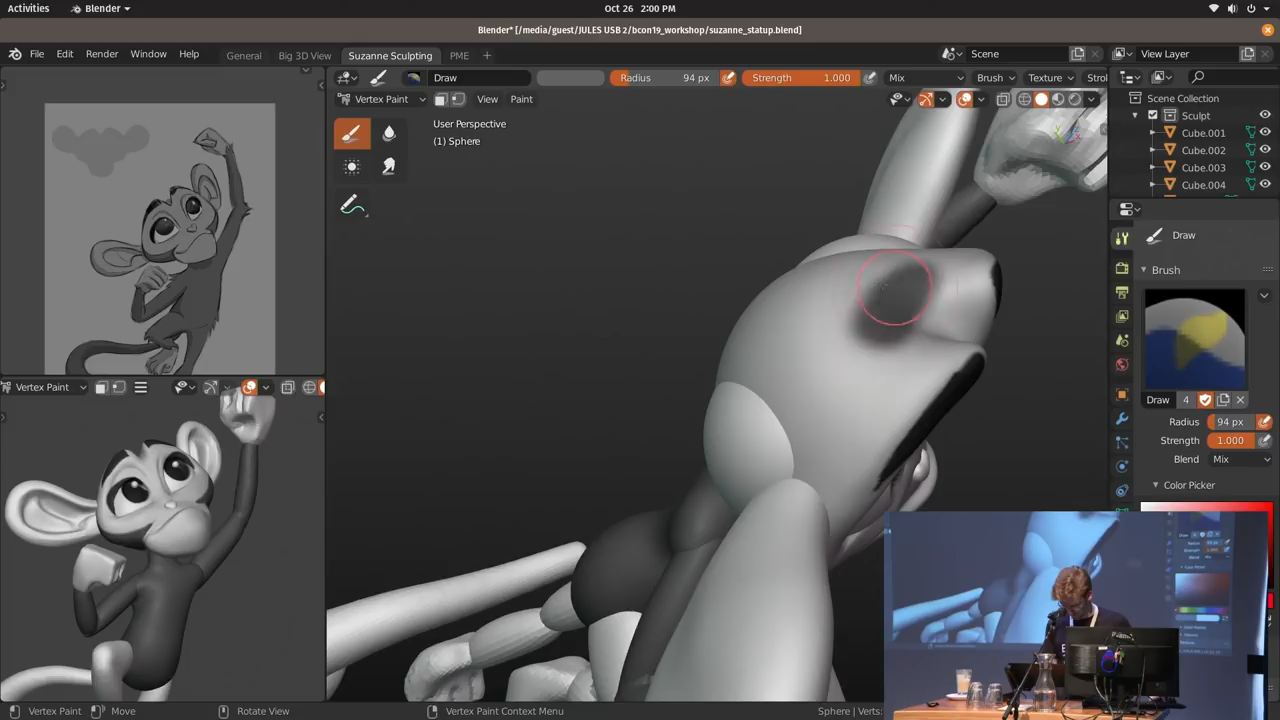 Activities Blender Oct 26 2:00 PM
Blender* [/media/guest/JULES USB 2/bcon19_workshop/suzanne_statup.blend]
File Edit Render Window Help General Big 3D View Suzanne Sculpting PME + Scene View Layer
Draw Radius 94 px Strength 1.000 Mix Brush Texture Strol
Vertex Paint View Paint
Scene Collection
User Perspective
(1) Sphere
Sculpt
Cube.001
Cube.002
Cube.003
Cube.004
Draw
Brush
Vertex Paint
Draw 4
Radius 94 px
Strength 1.000
Blend Mix
Color Picker
Vertex Paint Move Rotate View Vertex Paint Context Menu Sphere | Verts: